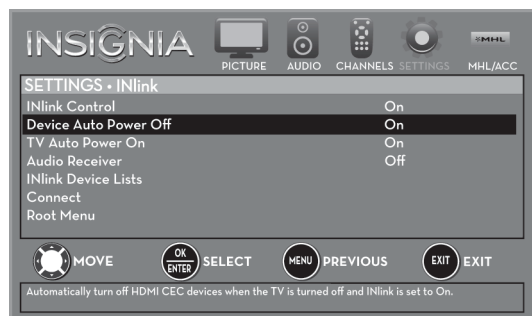 INSIGNIA
PICTURE AUDIO CHANNELS SETTINGS MHL MHL/ACC
SETTINGS • INlink
INlink Control On
Device Auto Power Off On
TV Auto Power On On
Audio Receiver Off
INlink Device Lists
Connect
Root Menu
MOVE OK ENTER SELECT MENU PREVIOUS EXIT EXIT
Automatically turn off HDMI CEC devices when the TV is turned off and INlink is set to On.